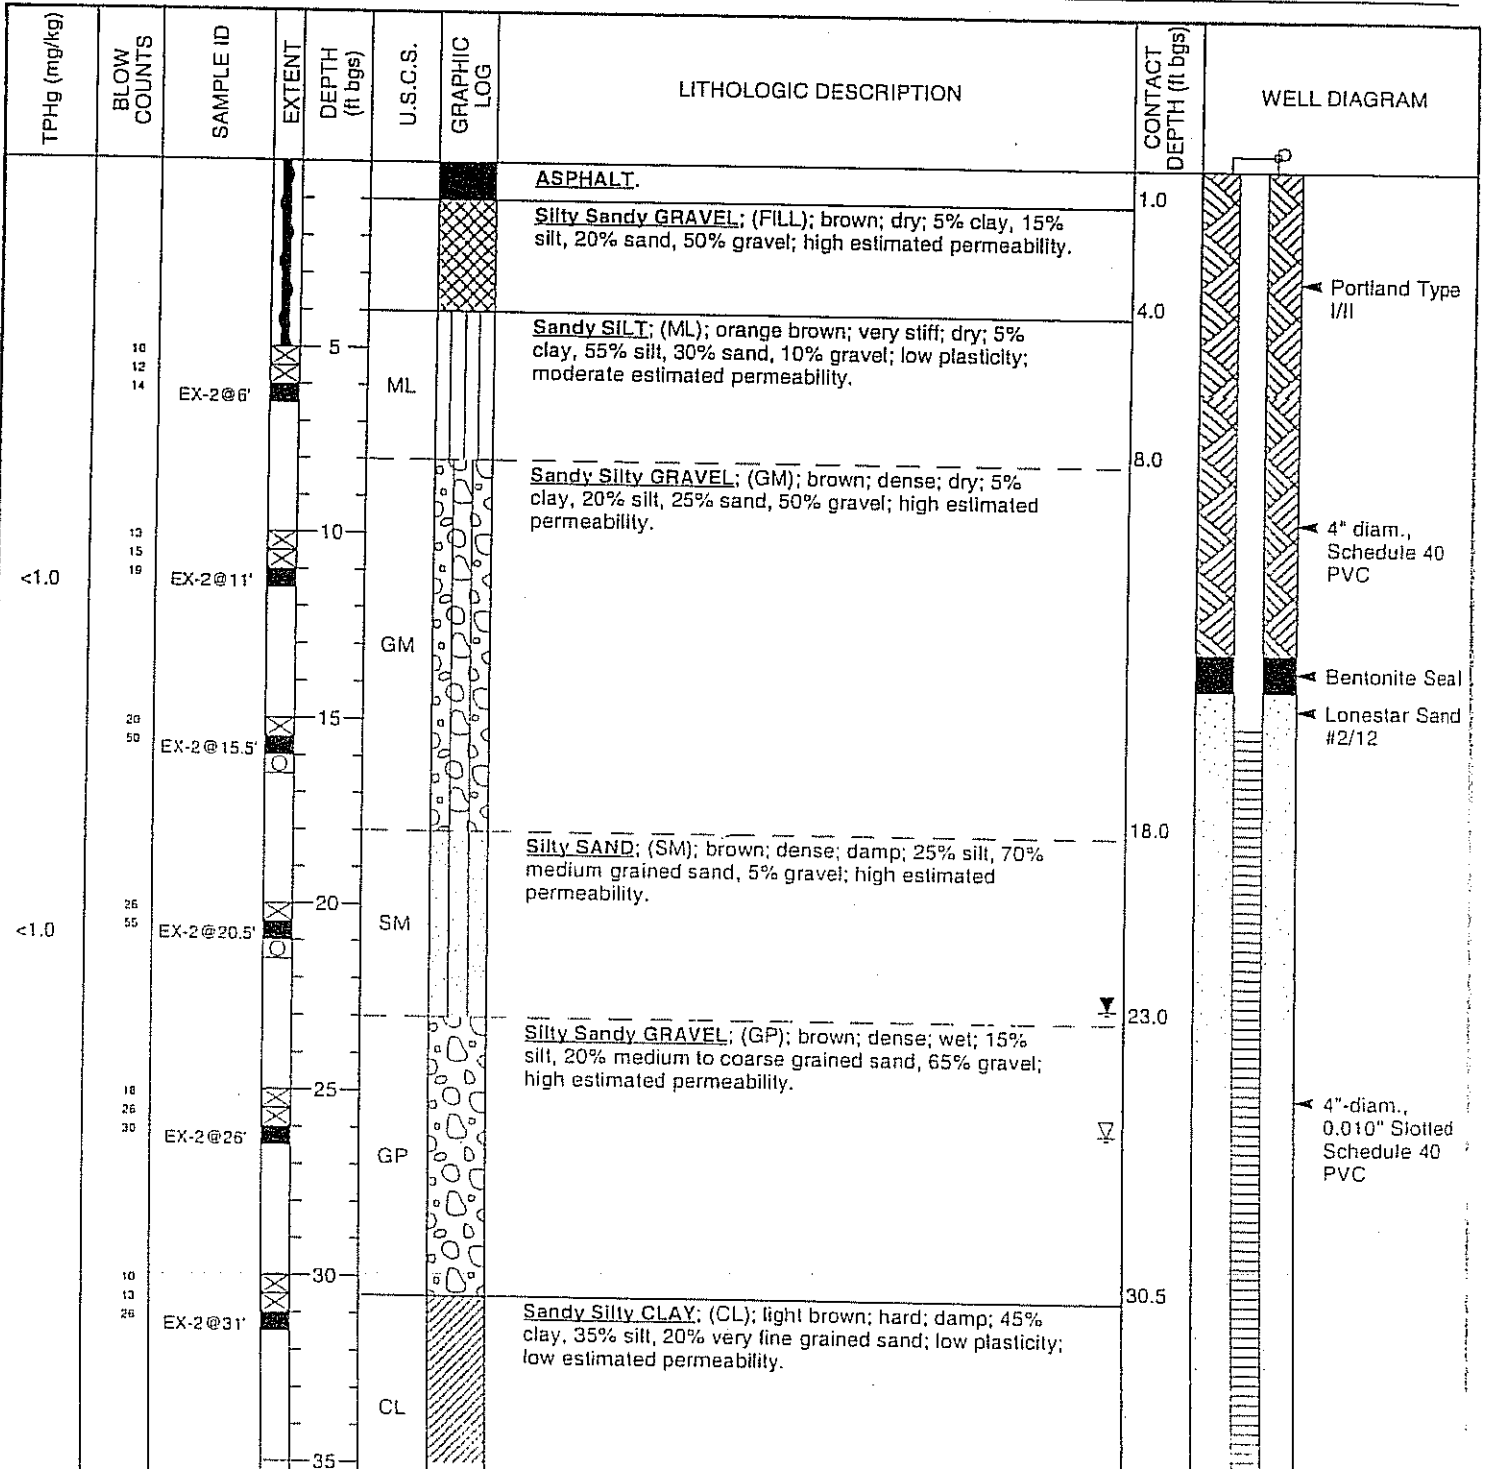 TPHg (mg/kg)
BLOW
COUNTS
SAMPLE ID
EXTENT
DEPTH
(ft bgs)
U.S.C.S.
GRAPHIC
LOG
LITHOLOGIC DESCRIPTION
CONTACT
DEPTH (ft bgs)
WELL DIAGRAM
ASPHALT.
1.0
Silty Sandy GRAVEL; (FILL); brown; dry; 5% clay, 15%
silt, 20% sand, 50% gravel; high estimated permeability.
Portland Type
I/II
4.0
Sandy SILT; (ML); orange brown; very stiff; dry; 5%
clay, 55% silt, 30% sand, 10% gravel; low plasticity;
moderate estimated permeability.
10
12
14
5
EX-2@6'
ML
8.0
Sandy Silty GRAVEL; (GM); brown; dense; dry; 5%
clay, 20% silt, 25% sand, 50% gravel; high estimated
permeability.
13
15
19
10
4" diam.,
Schedule 40
PVC
<1.0
EX-2@11'
GM
Bentonite Seal
Lonestar Sand
#2/12
20
50
15
EX-2@15.5'
18.0
Silty SAND; (SM); brown; dense; damp; 25% silt, 70%
medium grained sand, 5% gravel; high estimated
permeability.
26
55
20
<1.0
EX-2@20.5'
SM
23.0
Silty Sandy GRAVEL; (GP); brown; dense; wet; 15%
silt, 20% medium to coarse grained sand, 65% gravel;
high estimated permeability.
18
26
30
25
EX-2@26'
GP
4"-diam.,
0.010" Slotted
Schedule 40
PVC
10
13
26
30
30.5
EX-2@31'
Sandy Silty CLAY; (CL); light brown; hard; damp; 45%
clay, 35% silt, 20% very fine grained sand; low plasticity;
low estimated permeability.
CL
35